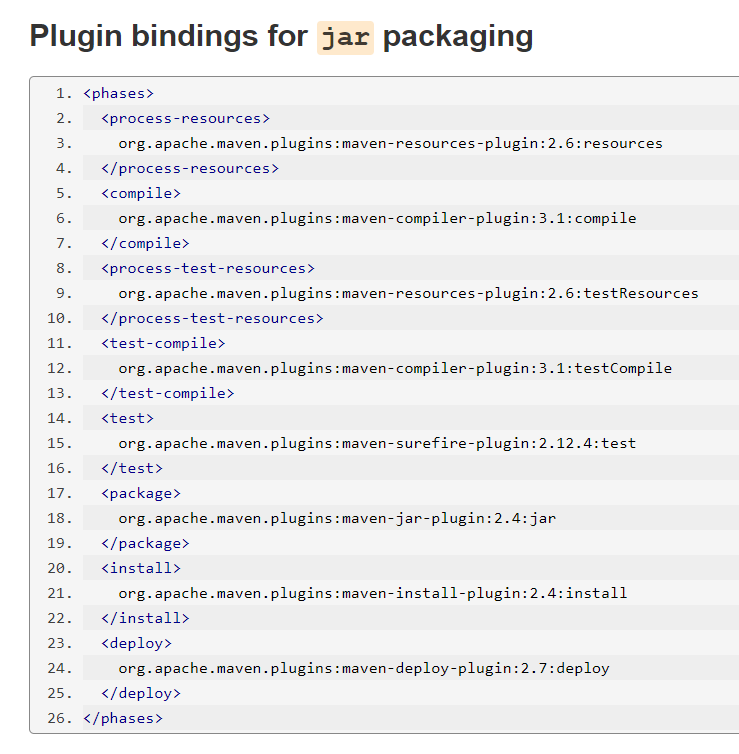 Plugin bindings for jar packaging
1. <phases>
2. <process-resources>
3. org.apache.maven.plugins:maven-resources-plugin:2.6:resources
4. </process-resources>
5. <compile>
6. org.apache.maven.plugins:maven-compiler-plugin:3.1:compile
7. </compile>
8. <process-test-resources>
9. org.apache.maven.plugins:maven-resources-plugin:2.6:testResources
10. </process-test-resources>
11. <test-compile>
12. org.apache.maven.plugins:maven-compiler-plugin:3.1:testCompile
13. </test-compile>
14. <test>
15. org.apache.maven.plugins:maven-surefire-plugin:2.12.4:test
16. </test>
17. <package>
18. org.apache.maven.plugins:maven-jar-plugin:2.4:jar
19. </package>
20. <install>
21. org.apache.maven.plugins:maven-install-plugin:2.4:install
22. </install>
23. <deploy>
24. org.apache.maven.plugins:maven-deploy-plugin:2.7:deploy
25. </deploy>
26. </phases>